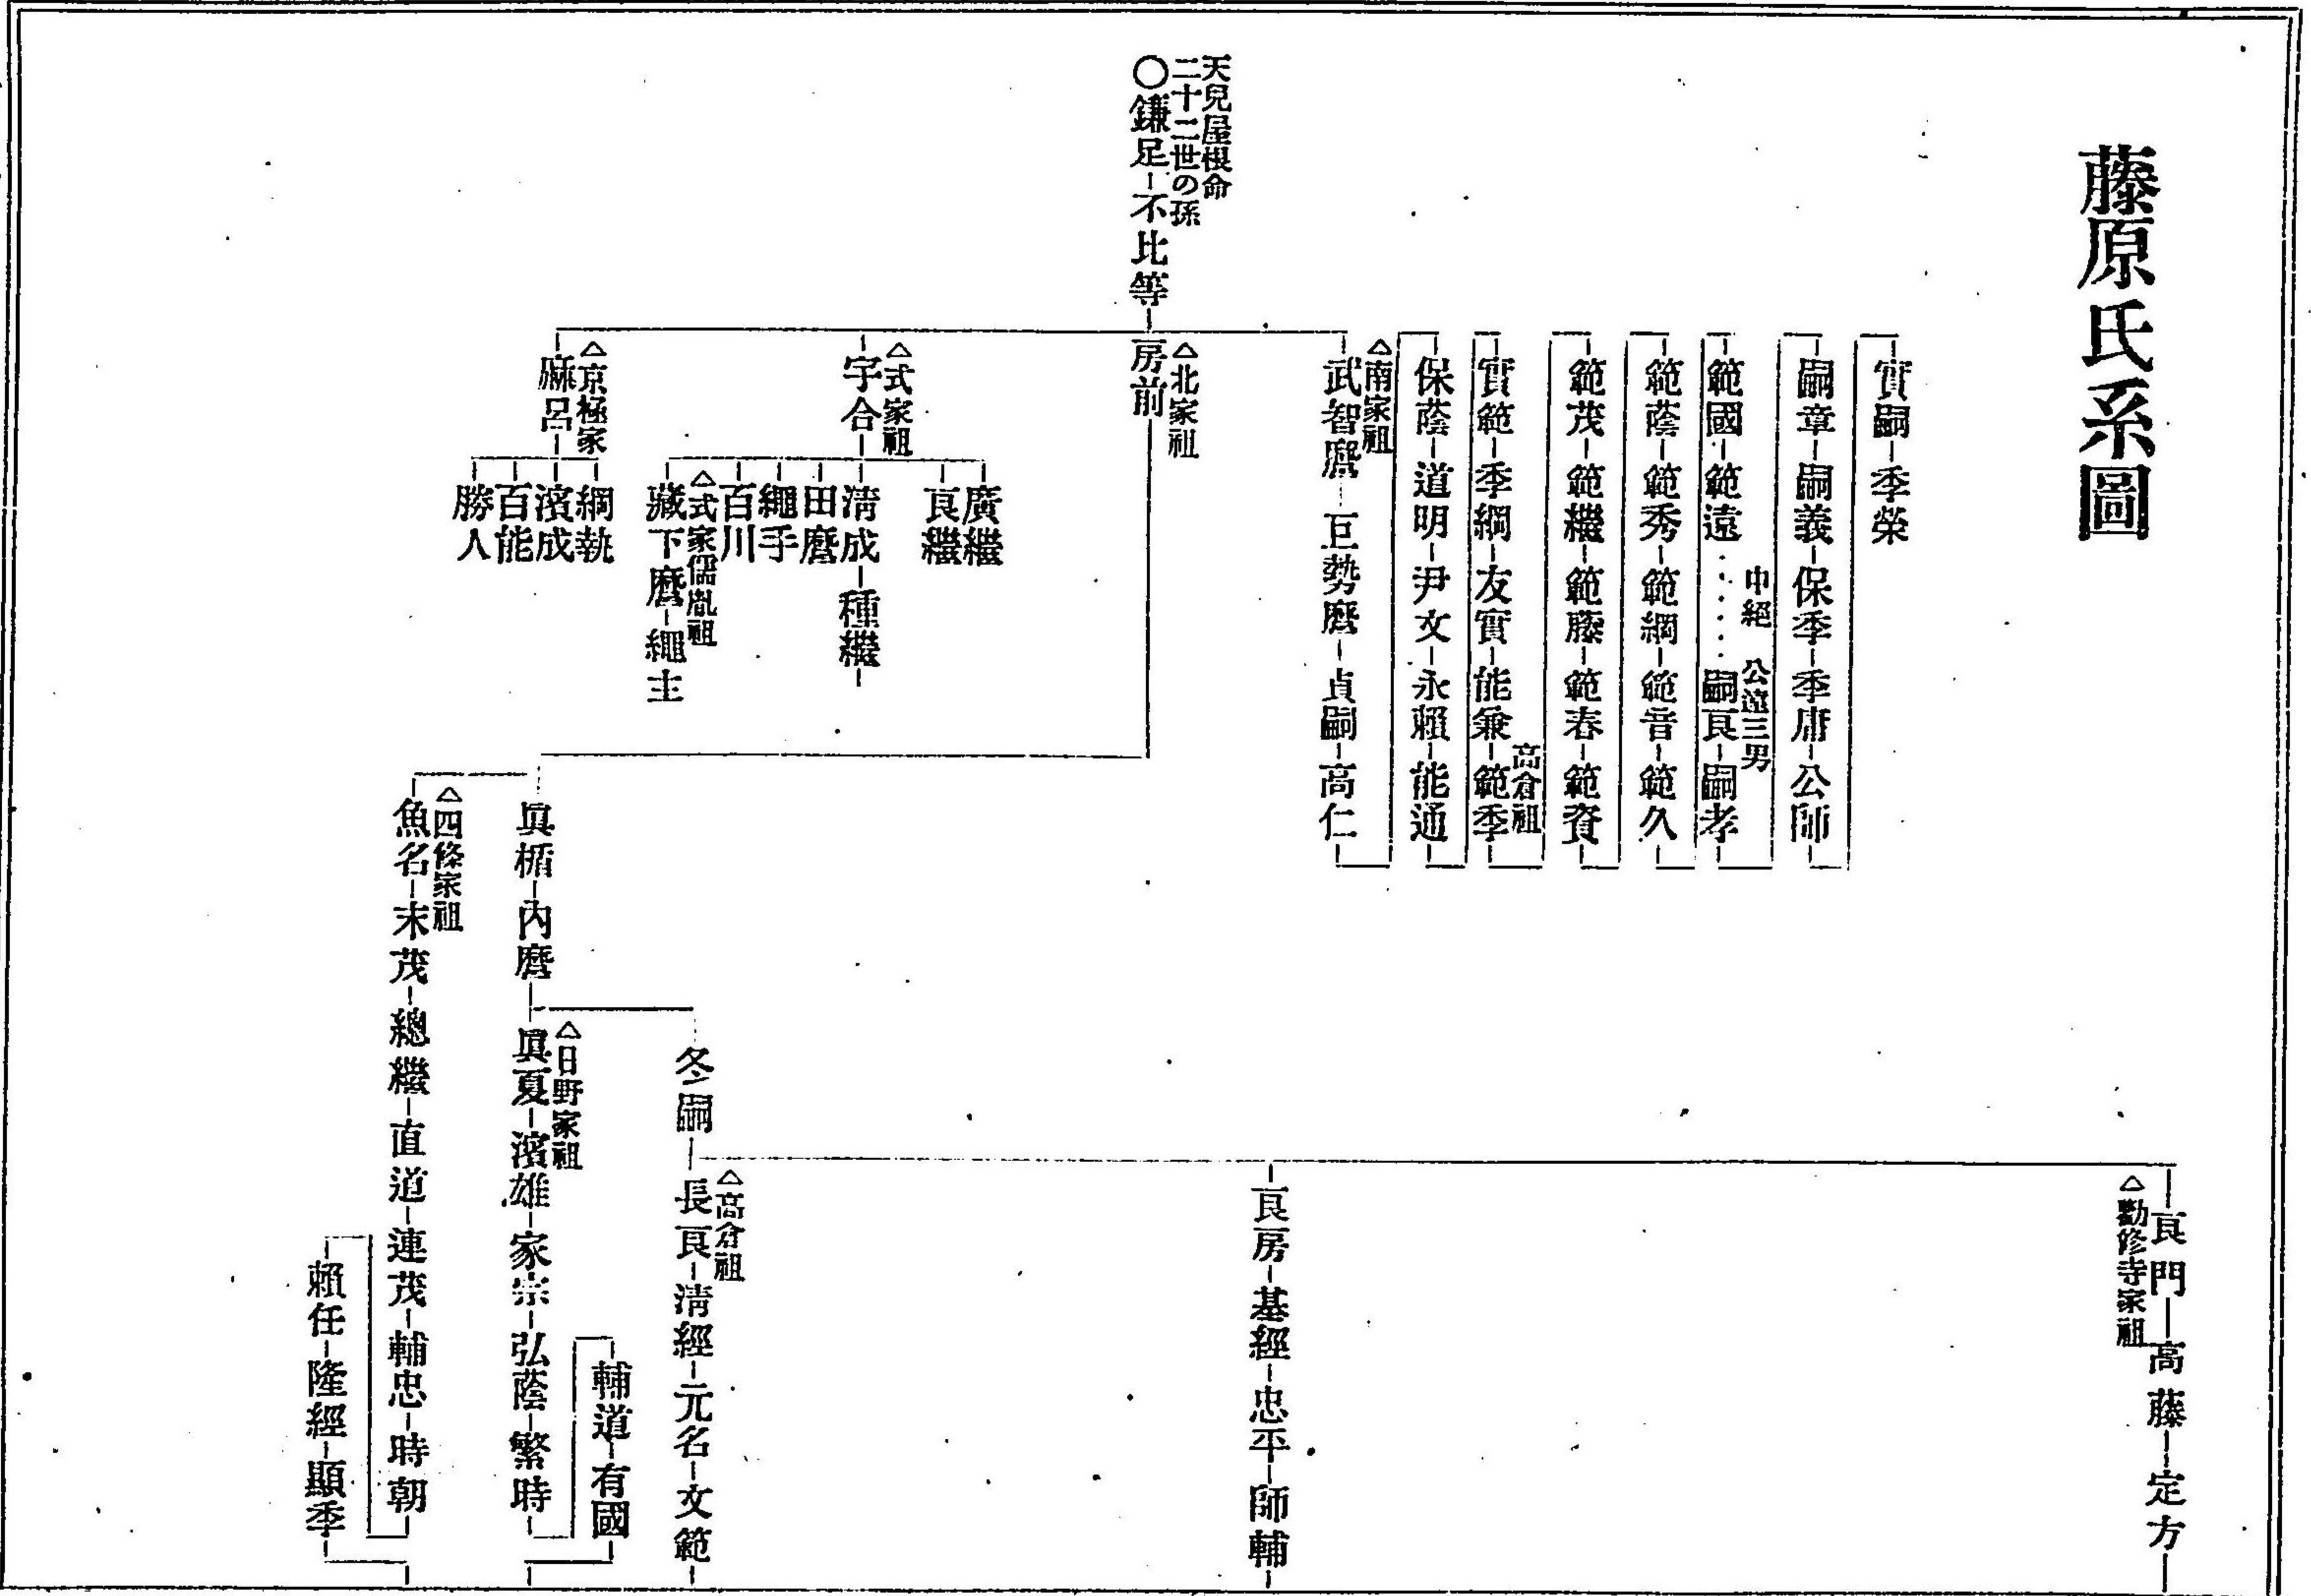 藤原氏系圖
天兒屋根命
二十二世の孫
〇鎌足-不比等
△南家祖
武智麿-巨勢麿-貞嗣-高仁
保蔭-道明-尹文-永賴-能通
實範-季綱-友實-能兼-範季
高倉祖
範茂-範繼-範藤-範春-範資
範蔭-範秀-範綱-範音-範久
範國-範遠……嗣良-嗣孝
中絕 公遠三男
嗣章-嗣義-保季-季庸-公師
實嗣-季榮
△北家祖
房前
△式家祖
宇合
廣繼
良繼
淸成-種繼-
田麿
繩手
百川
△式家儒胤祖
藏下麿-繩主
△京極家
麻呂
綱執
濱成
百能
勝人
眞楯-內麿
△四條家祖
魚名-末茂-總繼-直道-連茂-輔忠-時朝
賴任-隆經-顯季
△日野家祖
眞夏-濱雄-家宗-弘蔭-繁時
輔道-有國
冬嗣
△高倉祖
長良-淸經-元名-文範-
良房-基經-忠平-師輔-
△勸修寺家祖
良門-高藤-定方-